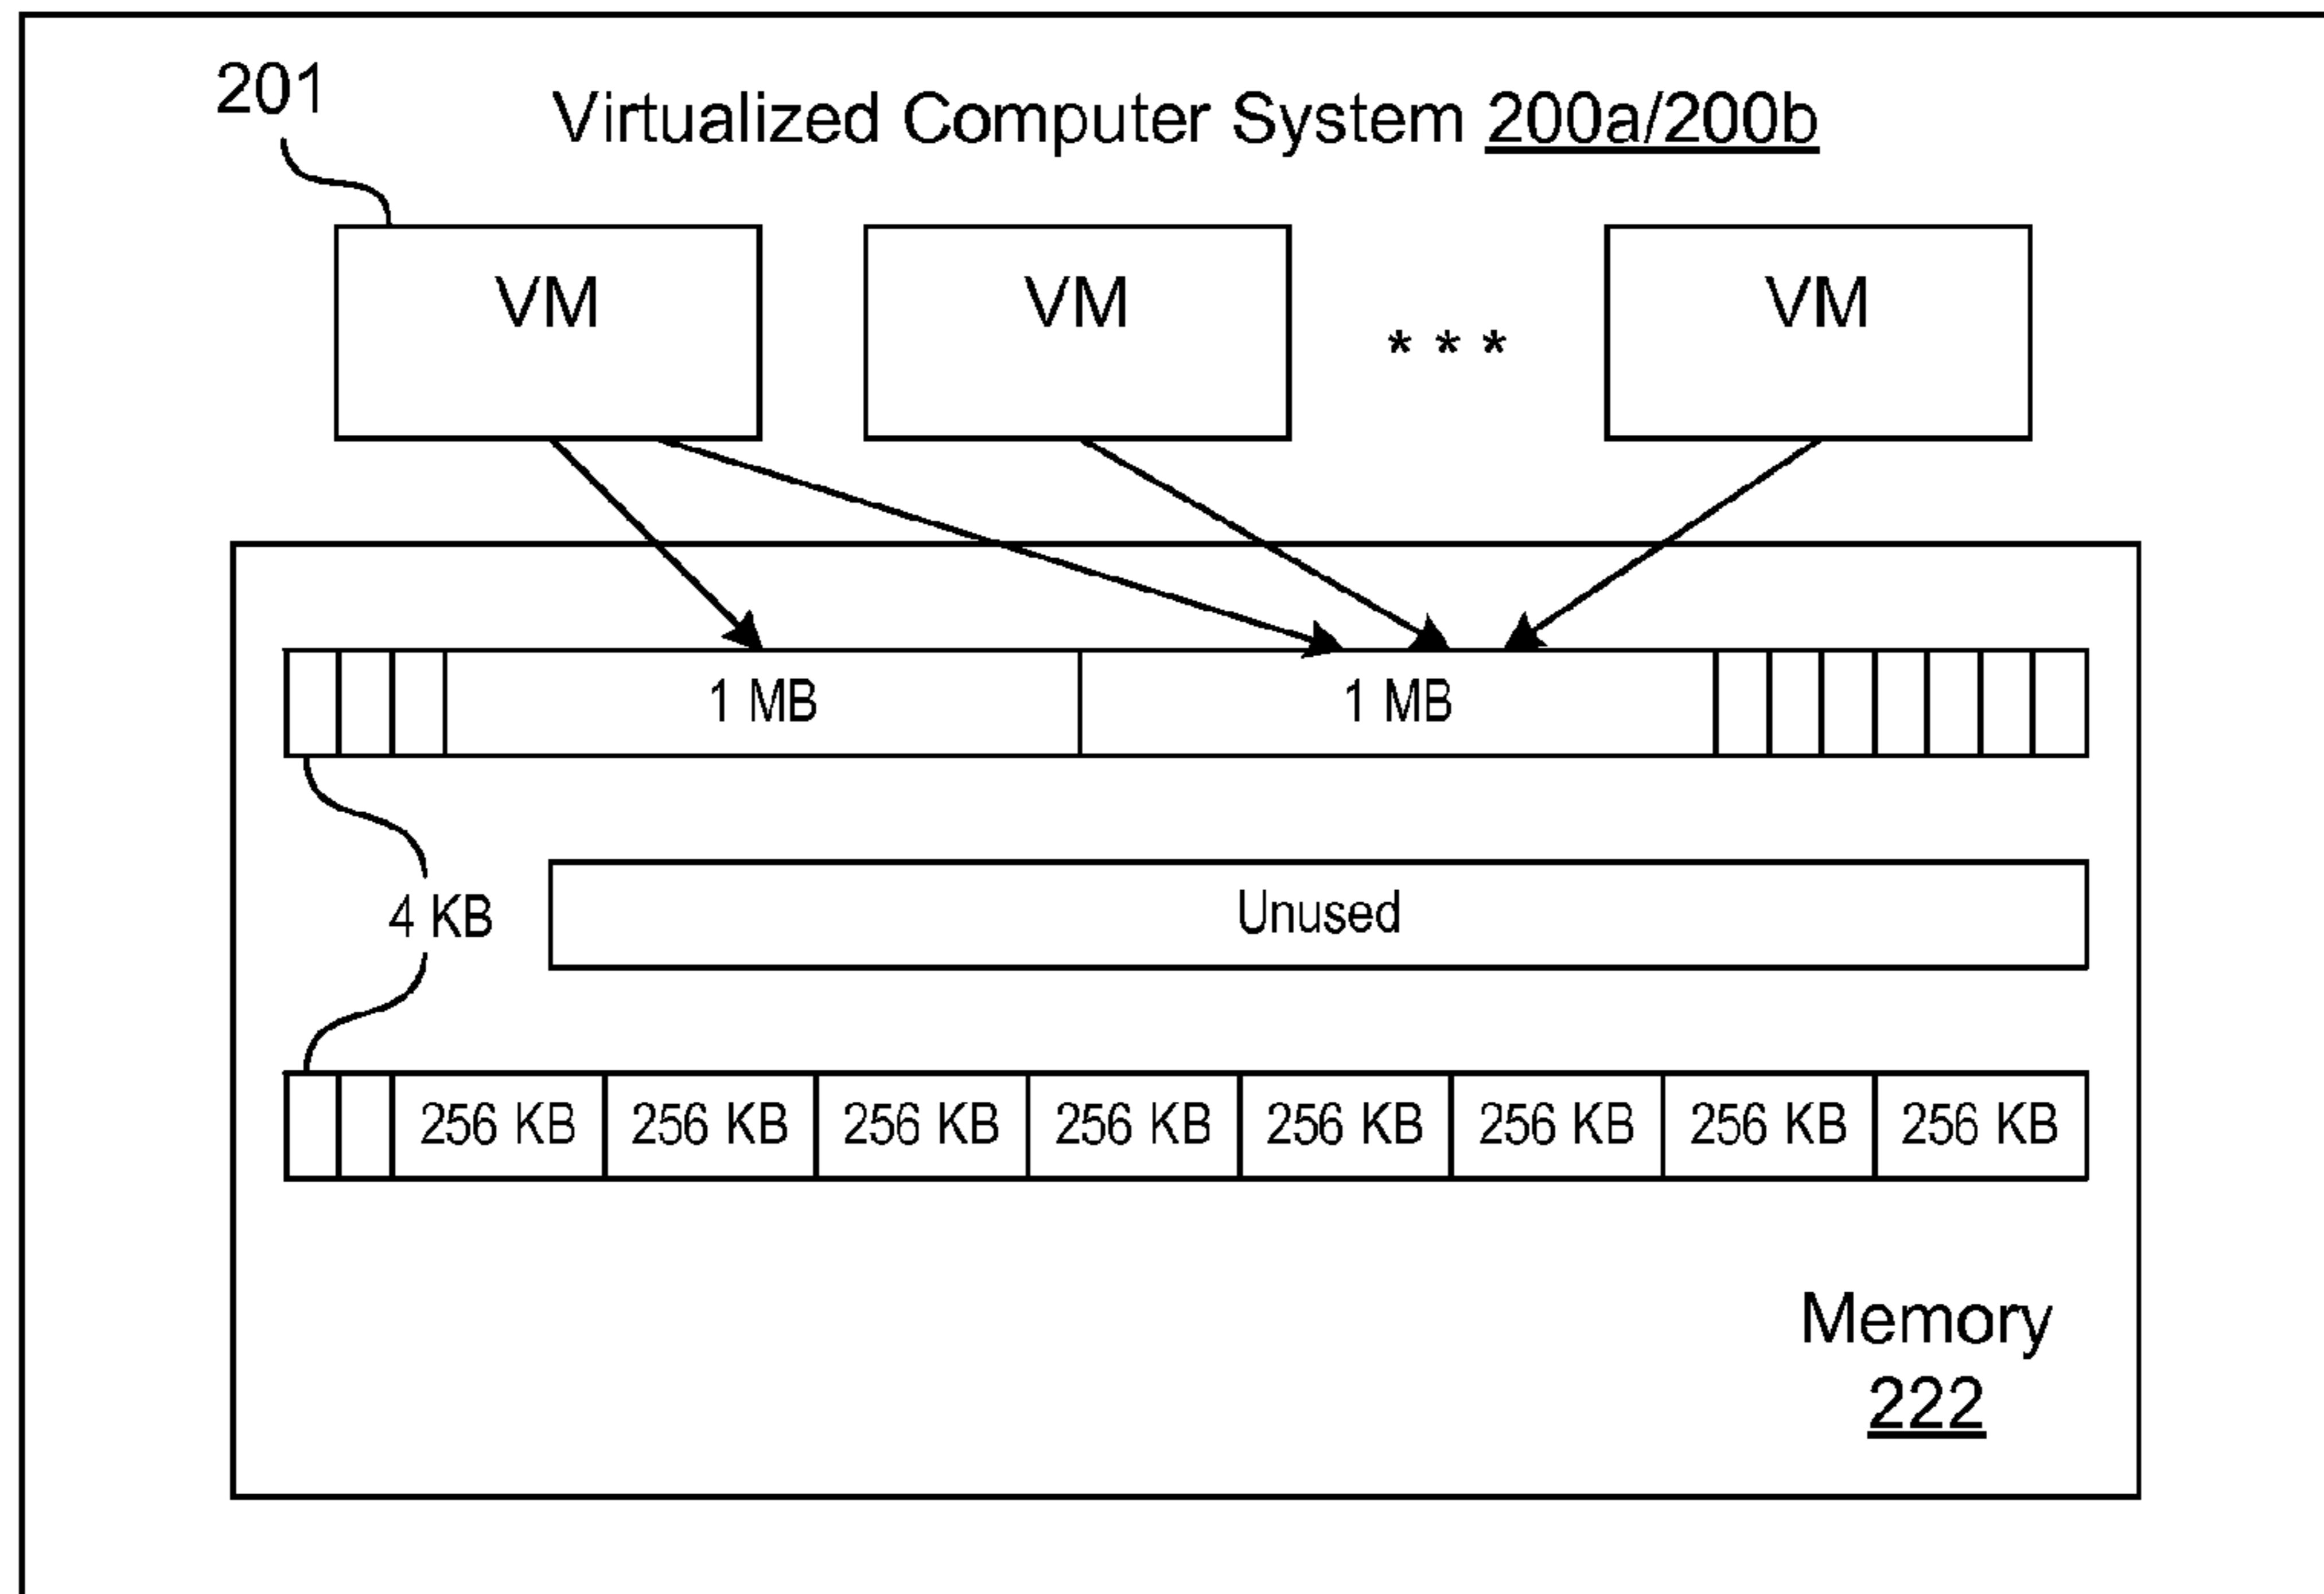 201
Virtualized Computer System 200a/200b
VM VM * * * VM
1 MB 1 MB
4 KB
Unused
256 KB 256 KB 256 KB 256 KB 256 KB 256 KB 256 KB 256 KB
Memory
222